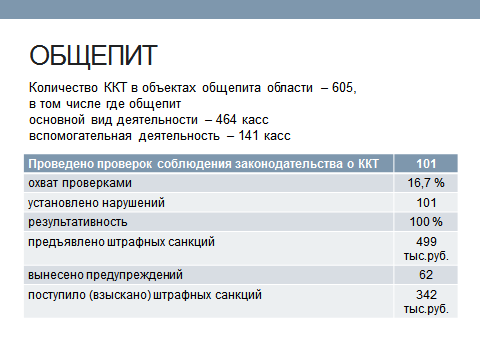 ОБЩЕПИТ
Количество ККТ в объектах общепита области – 605,
в том числе где общепит
основной вид деятельности – 464 касс
вспомогательная деятельность – 141 касс
Проведено проверок соблюдения законодательства о ККТ 101
охват проверками 16,7 %
установлено нарушений 101
результативность 100 %
предъявлено штрафных санкций 499
тыс.руб.
вынесено предупреждений 62
поступило (взыскано) штрафных санкций 342
тыс.руб.